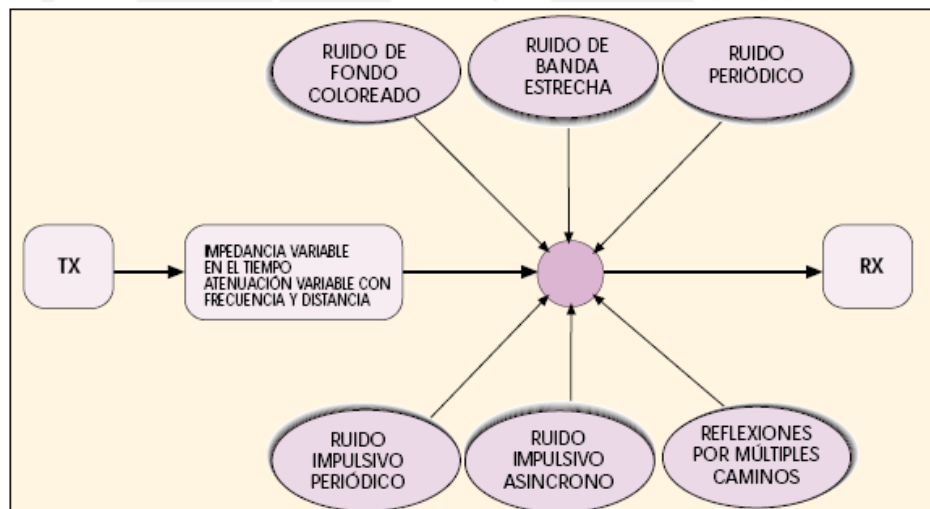 RUIDO DE
FONDO
COLOREADO
RUIDO DE
BANDA
ESTRECHA
RUIDO
PERIÖDICO
TX
IMPEDANCIA VARIABLE
EN EL TIEMPO
ATENUACIÓN VARIABLE CON
FRECUENCIA Y DISTANCIA
RX
RUIDO
IMPULSIVO
PERIÓDICO
RUIDO
IMPULSIVO
ASINCRONO
REFLEXIONES
POR MÚLTIPLES
CAMINOS